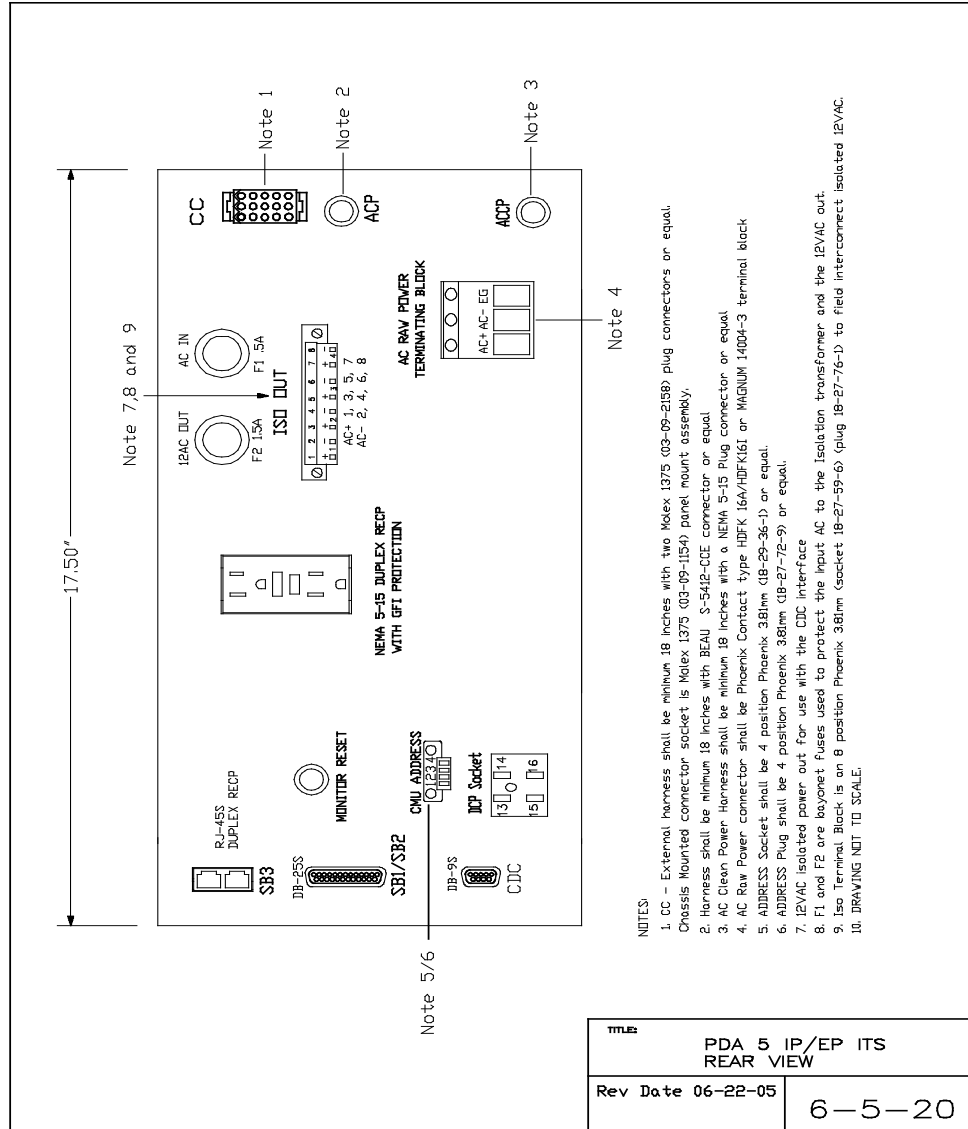 17.50"
Note 7,8 and 9
Note 1
Note 2
Note 3
Note 4
Note 5/6
CC
ACP
ACCP
AC IN
F1 .5A
12AC OUT
F2 1.5A
ISO OUT
1 2 3 4 5 6 7 8
+ - + - + - + -
1 2 3 4
AC+ 1, 3, 5, 7
AC- 2, 4, 6, 8
AC RAW POWER
TERMINATING BLOCK
AC+ AC- EG
NEMA 5-15 DUPLEX RECP
WITH GFI PROTECTION
RJ-45S
DUPLEX RECP
SB3
MONITOR RESET
DB-25S
SB1/SB2
CMU ADDRESS
1234
DB-9S
CDC
DCP Socket
13 14
15 16
NOTES:
1. CC - External harness shall be minimum 18 inches with two Molex 1375 (03-09-2158) plug connectors or equal.
Chassis Mounted connector socket is Molex 1375 (03-09-1154) panel mount assembly.
2. Harness shall be minimum 18 inches with BEAU S-5412-CCE connector or equal
3. AC Clean Power Harness shall be minimum 18 inches with a NEMA 5-15 Plug connector or equal
4. AC Raw Power connector shall be Phoenix Contact type HDFK 16A/HDFK16I or MAGNUM 14004-3 terminal black
5. ADDRESS Socket shall be 4 position Phoenix 3.81mm (18-29-36-1) or equal.
6. ADDRESS Plug shall be 4 position Phoenix 3.81mm (18-27-72-9) or equal.
7. 12VAC isolated power out for use with the CDC interface
8. F1 and F2 are bayonet fuses used to protect the input AC to the Isolation transformer and the 12VAC out.
9. Iso Terminal Block is an 8 position Phoenix 3.81mm (socket 18-27-59-6) (plug 18-27-76-1) to field interconnect isolated 12VAC.
10. DRAWING NOT TO SCALE.
TITLE:
PDA 5 IP/EP ITS
REAR VIEW
Rev Date 06-22-05
6-5-20